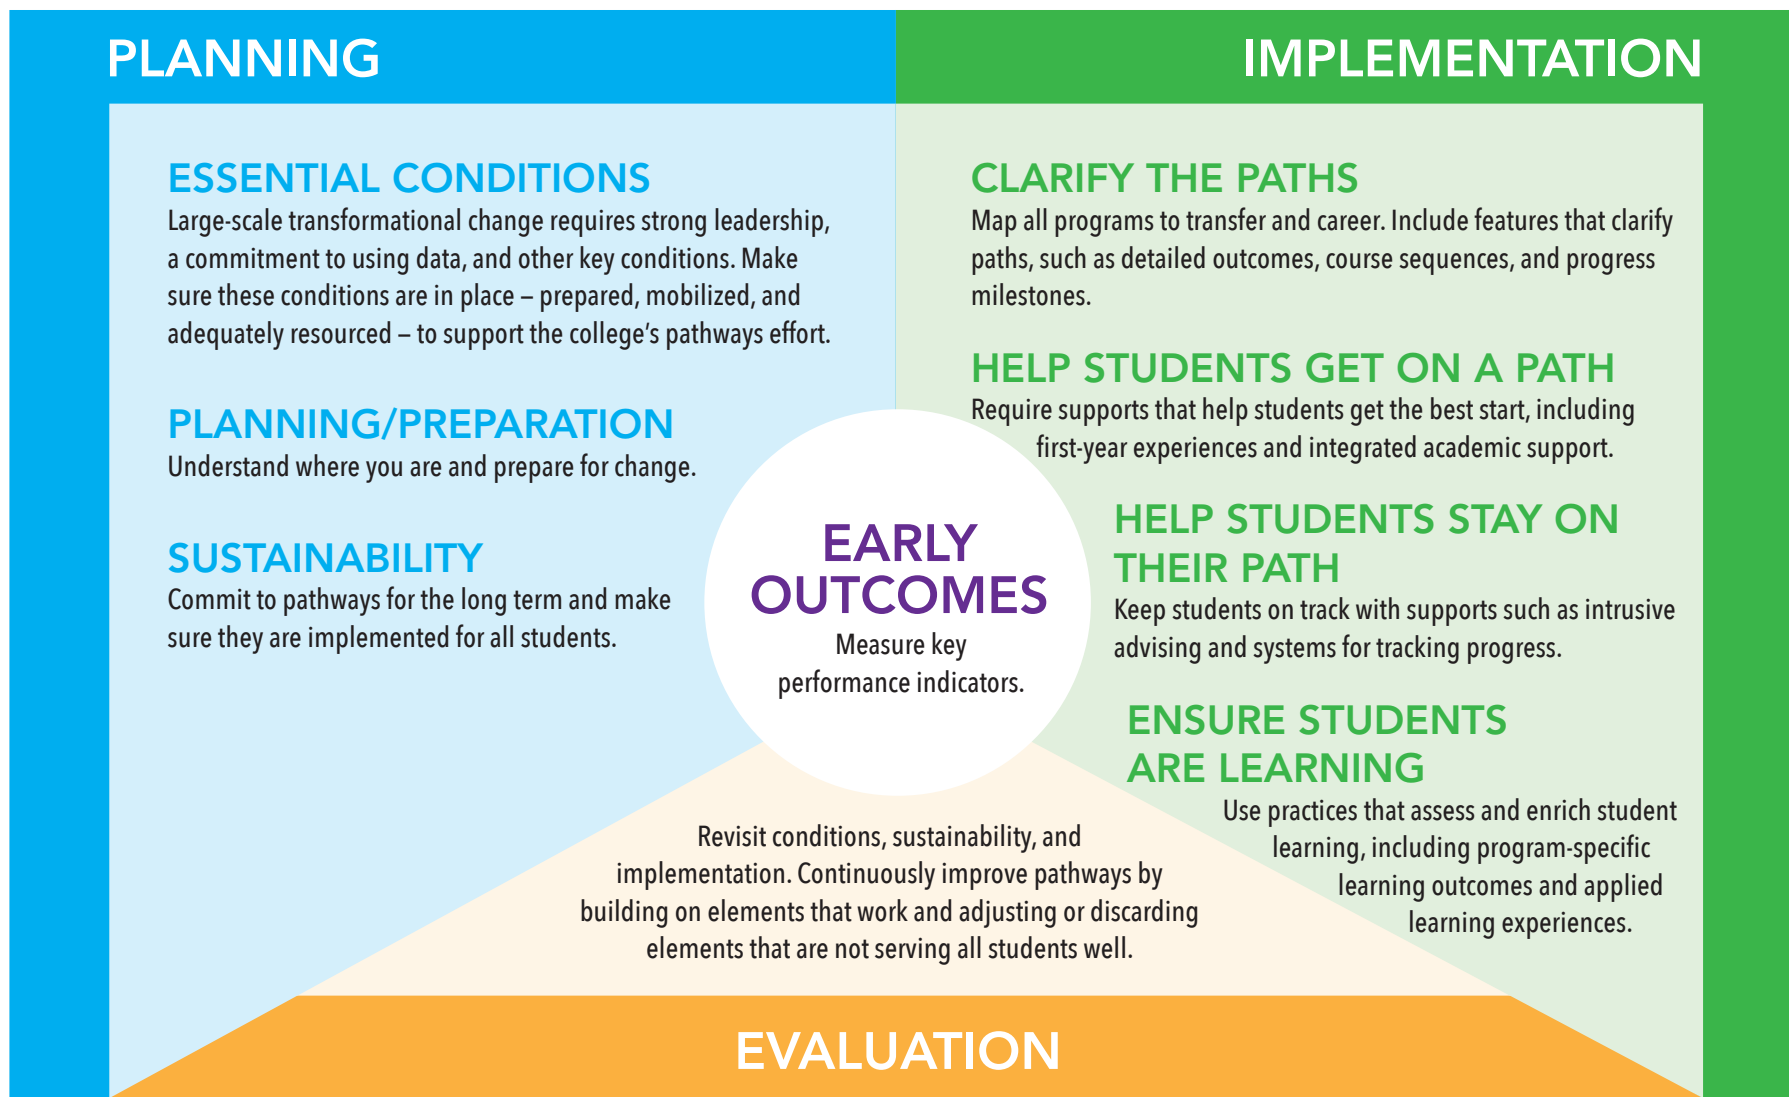 PLANNING
ESSENTIAL CONDITIONS
Large-scale transformational change requires strong leadership,
a commitment to using data, and other key conditions. Make
sure these conditions are in place – prepared, mobilized, and
adequately resourced – to support the college’s pathways effort.
PLANNING/PREPARATION
Understand where you are and prepare for change.
SUSTAINABILITY
Commit to pathways for the long term and make
sure they are implemented for all students.
IMPLEMENTATION
CLARIFY THE PATHS
Map all programs to transfer and career. Include features that clarify
paths, such as detailed outcomes, course sequences, and progress
milestones.
HELP STUDENTS GET ON A PATH
Require supports that help students get the best start, including
first-year experiences and integrated academic support.
HELP STUDENTS STAY ON
THEIR PATH
Keep students on track with supports such as intrusive
advising and systems for tracking progress.
ENSURE STUDENTS
ARE LEARNING
Use practices that assess and enrich student
learning, including program-specific
learning outcomes and applied
learning experiences.
EARLY
OUTCOMES
Measure key
performance indicators.
Revisit conditions, sustainability, and
implementation. Continuously improve pathways by
building on elements that work and adjusting or discarding
elements that are not serving all students well.
EVALUATION